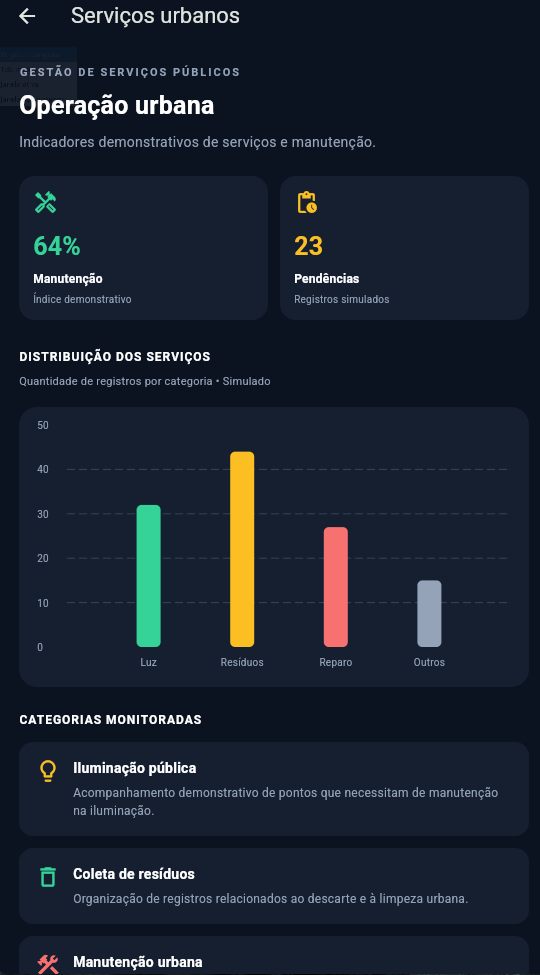 Serviços urbanos
GESTÃO DE SERVIÇOS PÚBLICOS
Operação urbana
Indicadores demonstrativos de serviços e manutenção.
64%
Manutenção
Índice demonstrativo
23
Pendências
Registros simulados
DISTRIBUIÇÃO DOS SERVIÇOS
Quantidade de registros por categoria • Simulado
50
40
30
20
10
0
Luz
Resíduos
Reparo
Outros
CATEGORIAS MONITORADAS
Iluminação pública
Acompanhamento demonstrativo de pontos que necessitam de manutenção
na iluminação.
Coleta de resíduos
Organização de registros relacionados ao descarte e à limpeza urbana.
Manutenção urbana